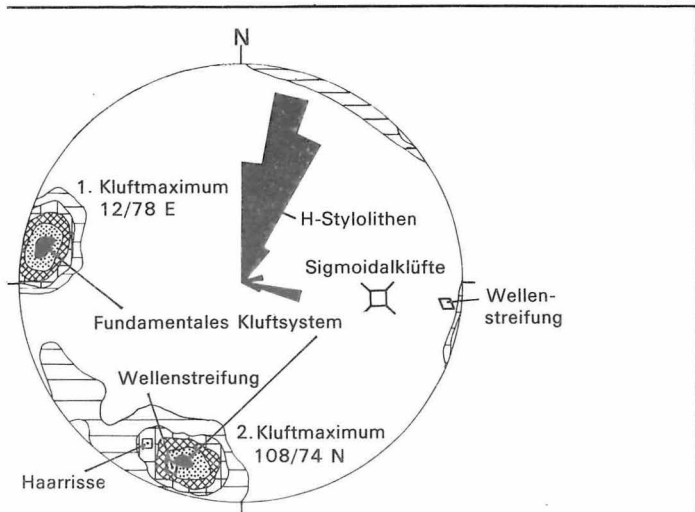 N
1. Kluftmaximum
12/78 E
H-Stylolithen
Sigmoidalklüfte
Wellen-
streifung
Fundamentales Kluftsystem
Wellenstreifung
2. Kluftmaximum
108/74 N
Haarrisse